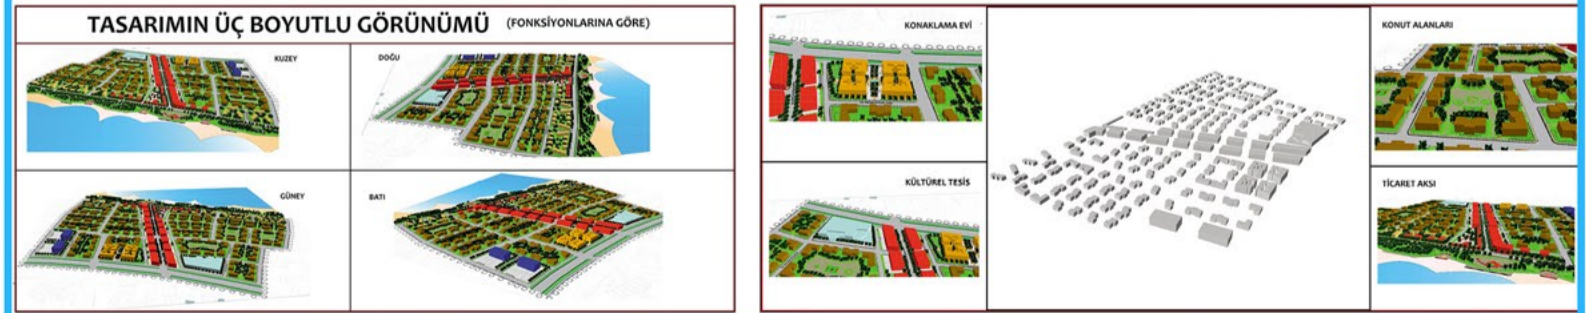 TASARIMIN ÜÇ BOYUTLU GÖRÜNÜMÜ (FONKSİYONLARINA GÖRE)
KUZEY
DOĞU
GÜNEY
BATI
KONAKLAMA EVİ
KÜLTÜREL TESİS
KONUT ALANLARI
TİCARET AKSI